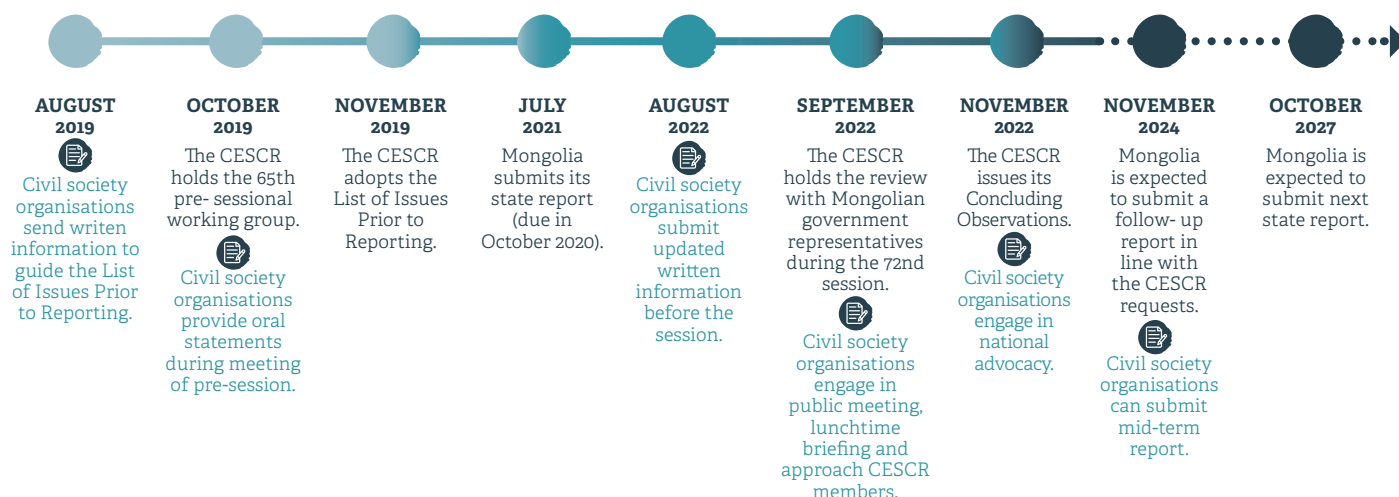 AUGUST
2019
Civil society
organisations
send writen
information to
guide the List
of Issues Prior
to Reporting.
OCTOBER
2019
The CESCR
holds the 65th
pre- sessional
working group.
Civil society
organisations
provide oral
statements
during meeting
of pre-session.
NOVEMBER
2019
The CESCR
adopts the
List of Issues
Prior to
Reporting.
JULY
2021
Mongolia
submits its
state report
(due in
October 2020).
AUGUST
2022
Civil society
organisations
submit
updated
written
information
before the
session.
SEPTEMBER
2022
The CESCR
holds the review
with Mongolian
government
representatives
during the 72nd
session.
Civil society
organisations
engage in
public meeting,
lunchtime
briefing and
approach CESCR
members.
NOVEMBER
2022
The CESCR
issues its
Concluding
Observations.
Civil society
organisations
engage in
national
advocacy.
NOVEMBER
2024
Mongolia
is expected
to submit a
follow- up
report in
line with
the CESCR
requests.
Civil society
organisations
can submit
mid-term
report.
OCTOBER
2027
Mongolia is
expected to
submit next
state report.